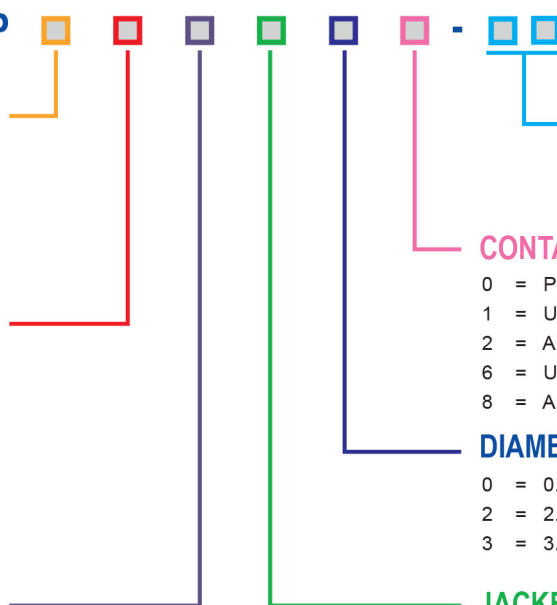 P
-
CONTA
0 = P
1 = U
2 = A
6 = U
8 = A
DIAME
0 = 0.
2 = 2.
3 = 3.
JACKE